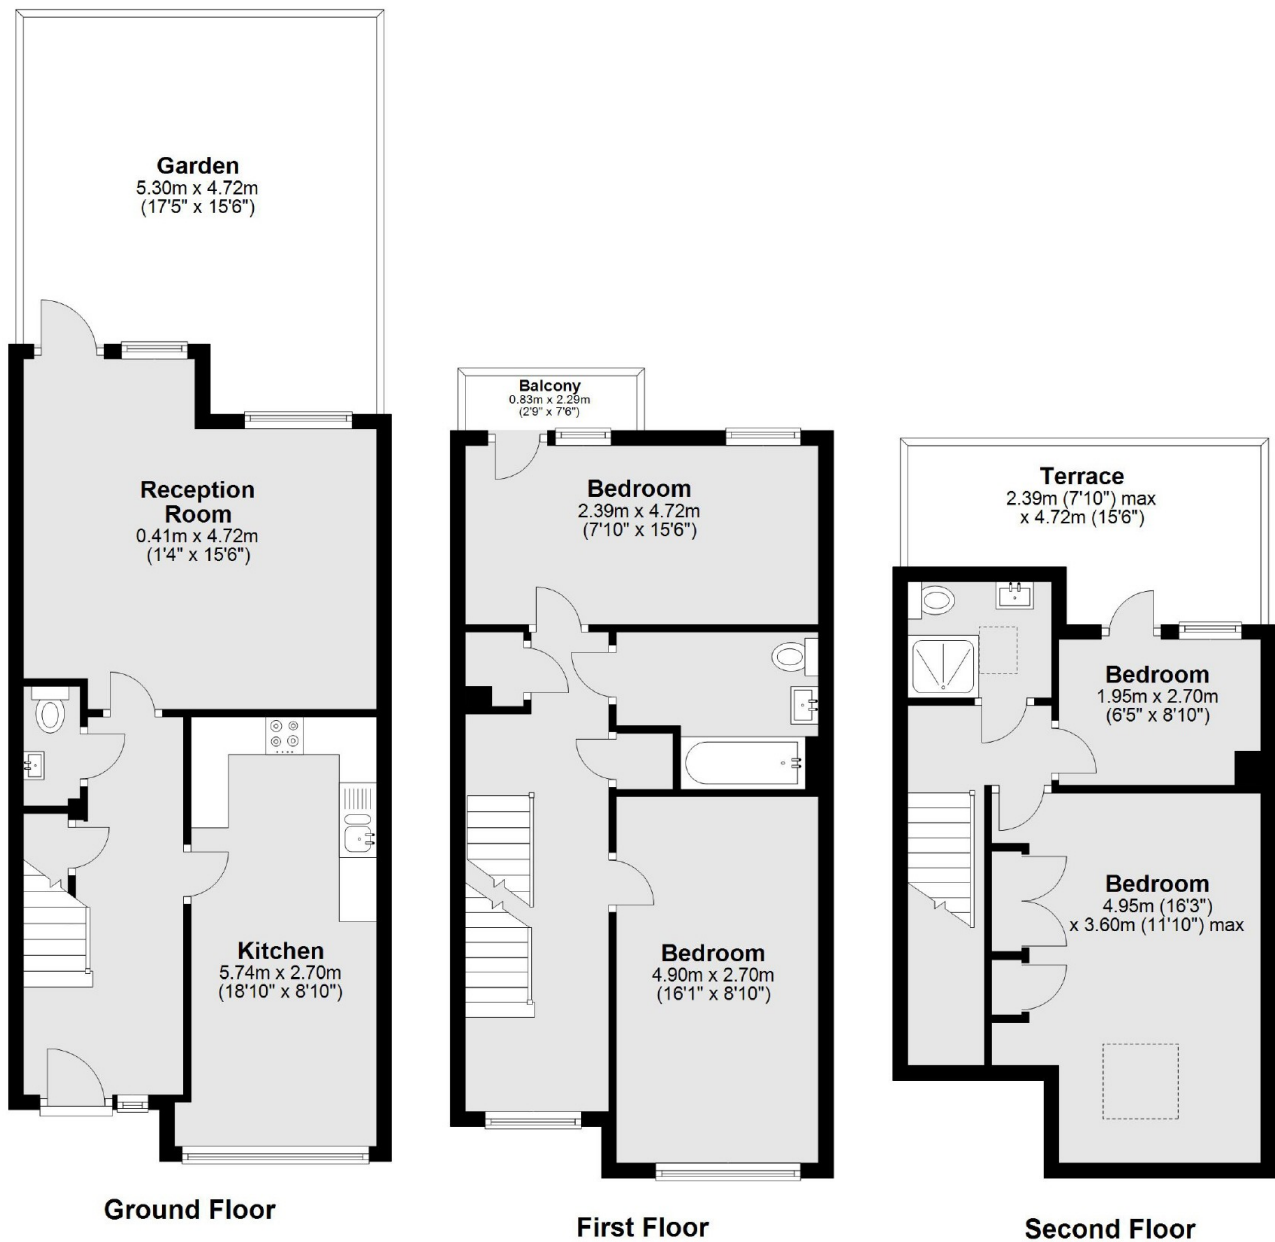 Garden
5.30m x 4.72m
(17'5" x 15'6")
Reception
Room
0.41m x 4.72m
(1'4" x 15'6")
Kitchen
5.74m x 2.70m
(18'10" x 8'10")
Ground Floor
Balcony
0.83m x 2.29m
(2'9" x 7'6")
Bedroom
2.39m x 4.72m
(7'10" x 15'6")
Bedroom
4.90m x 2.70m
(16'1" x 8'10")
First Floor
Terrace
2.39m (7'10") max
x 4.72m (15'6")
Bedroom
1.95m x 2.70m
(6'5" x 8'10")
Bedroom
4.95m (16'3")
x 3.60m (11'10") max
Second Floor